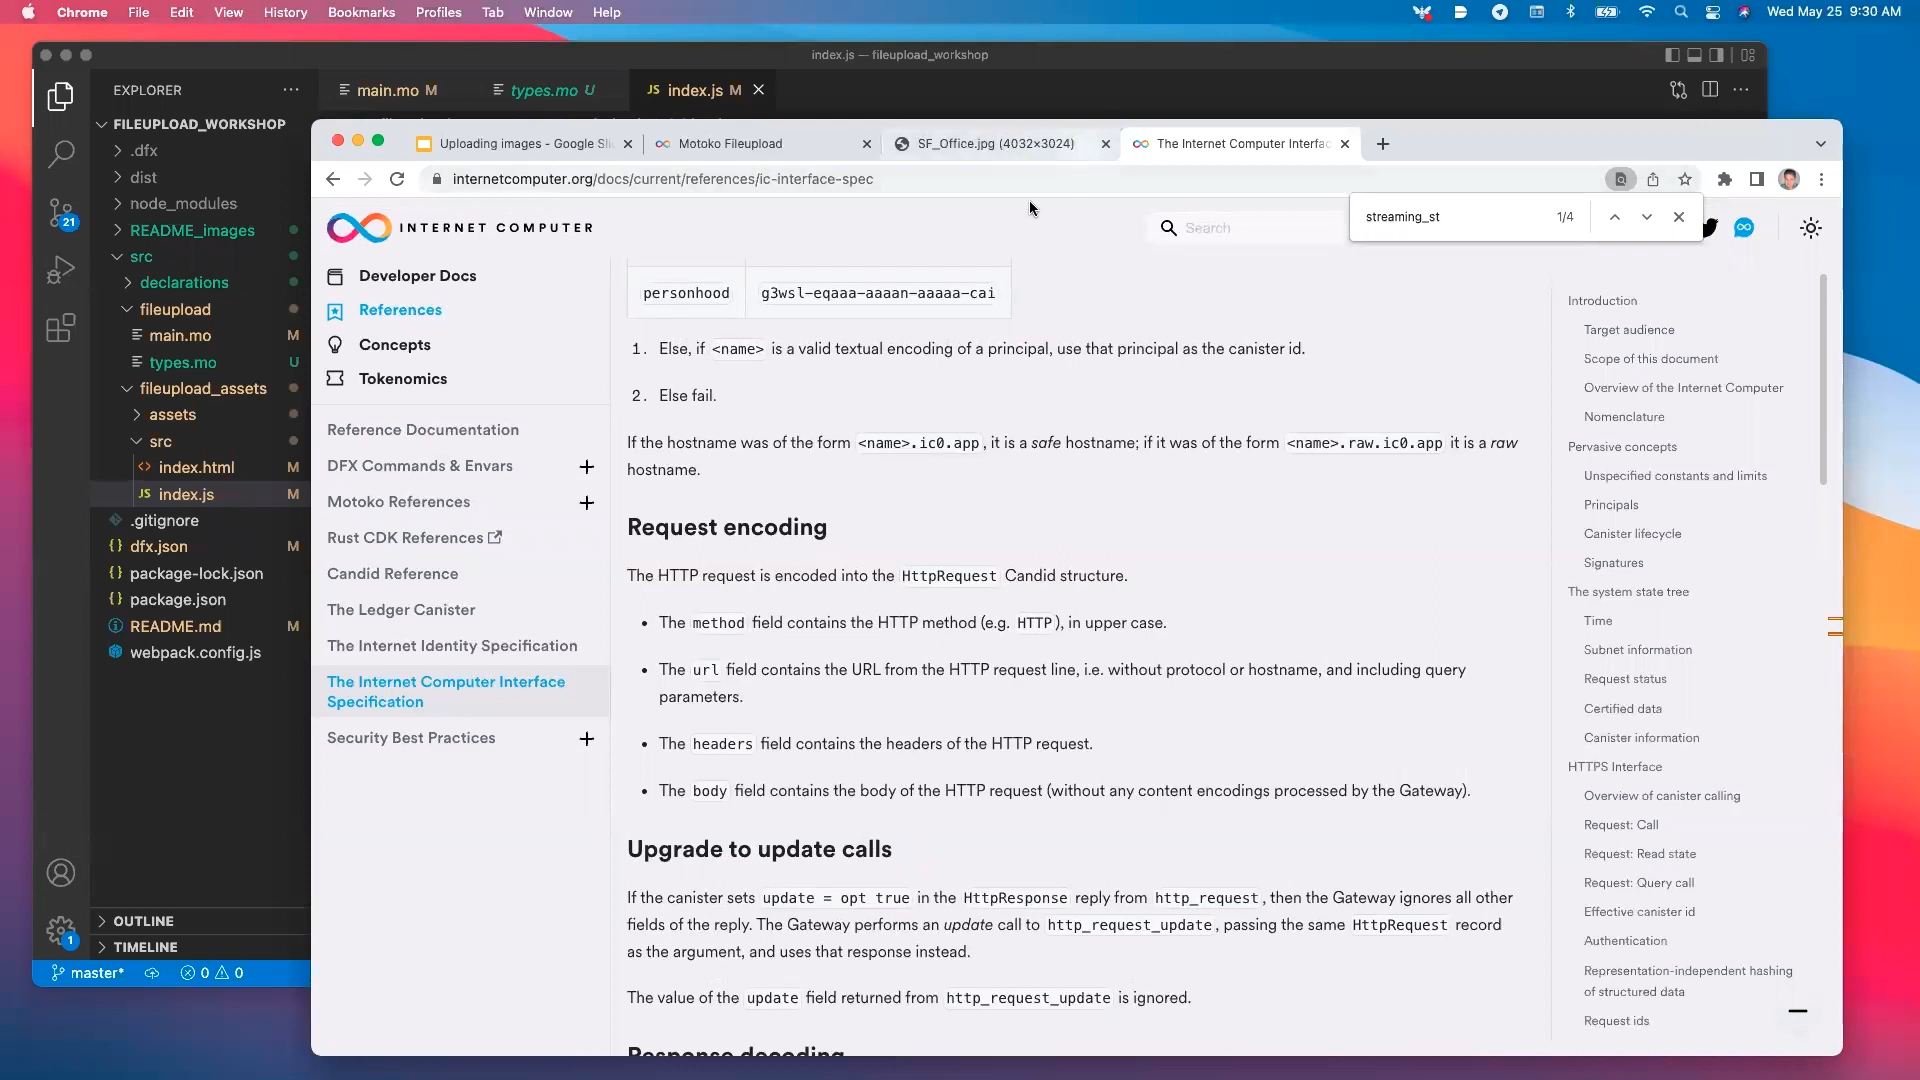 Chrome File Edit View History Bookmarks Profiles Tab Window Help Wed May 25 9:30 AM
index.js — fileupload_workshop
EXPLORER
main.mo M types.mo U JS index.js M
FILEUPLOAD_WORKSHOP
.dfx
dist
node_modules
README_images
src
declarations
fileupload
main.mo M
types.mo U
fileupload_assets
assets
src
index.html M
JS index.js M
.gitignore
dfx.json M
package-lock.json
package.json
README.md M
webpack.config.js
21
1
OUTLINE
TIMELINE
master* 0 0
Uploading images - Google Sli
Motoko Fileupload
SF_Office.jpg (4032×3024)
The Internet Computer Interfac
internetcomputer.org/docs/current/references/ic-interface-spec
streaming_st 1/4
INTERNET COMPUTER
Search
Developer Docs
References
Concepts
Tokenomics
Reference Documentation
DFX Commands & Envars
Motoko References
Rust CDK References
Candid Reference
The Ledger Canister
The Internet Identity Specification
The Internet Computer Interface
Specification
Security Best Practices
personhood g3wsl-eqaaa-aaaan-aaaaa-cai
1. Else, if <name> is a valid textual encoding of a principal, use that principal as the canister id.
2. Else fail.
If the hostname was of the form <name>.ic0.app, it is a safe hostname; if it was of the form <name>.raw.ic0.app it is a raw
hostname.
Request encoding
The HTTP request is encoded into the HttpRequest Candid structure.
• The method field contains the HTTP method (e.g. HTTP), in upper case.
• The url field contains the URL from the HTTP request line, i.e. without protocol or hostname, and including query
parameters.
• The headers field contains the headers of the HTTP request.
• The body field contains the body of the HTTP request (without any content encodings processed by the Gateway).
Upgrade to update calls
If the canister sets update = opt true in the HttpResponse reply from http_request, then the Gateway ignores all other
fields of the reply. The Gateway performs an update call to http_request_update, passing the same HttpRequest record
as the argument, and uses that response instead.
The value of the update field returned from http_request_update is ignored.
Response decoding
Introduction
Target audience
Scope of this document
Overview of the Internet Computer
Nomenclature
Pervasive concepts
Unspecified constants and limits
Principals
Canister lifecycle
Signatures
The system state tree
Time
Subnet information
Request status
Certified data
Canister information
HTTPS Interface
Overview of canister calling
Request: Call
Request: Read state
Request: Query call
Effective canister id
Authentication
Representation-independent hashing
of structured data
Request ids